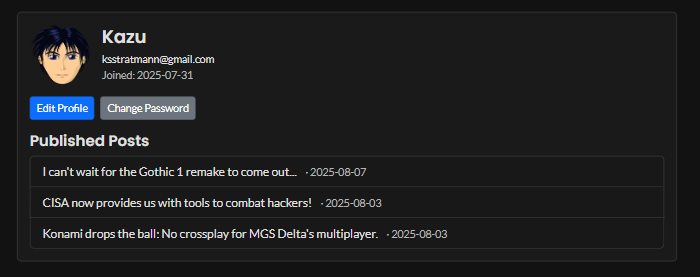 Kazu
ksstratmann@gmail.com
Joined: 2025-07-31
Edit Profile Change Password
Published Posts
I can't wait for the Gothic 1 remake to come out... · 2025-08-07
CISA now provides us with tools to combat hackers! · 2025-08-03
Konami drops the ball: No crossplay for MGS Delta's multiplayer. · 2025-08-03